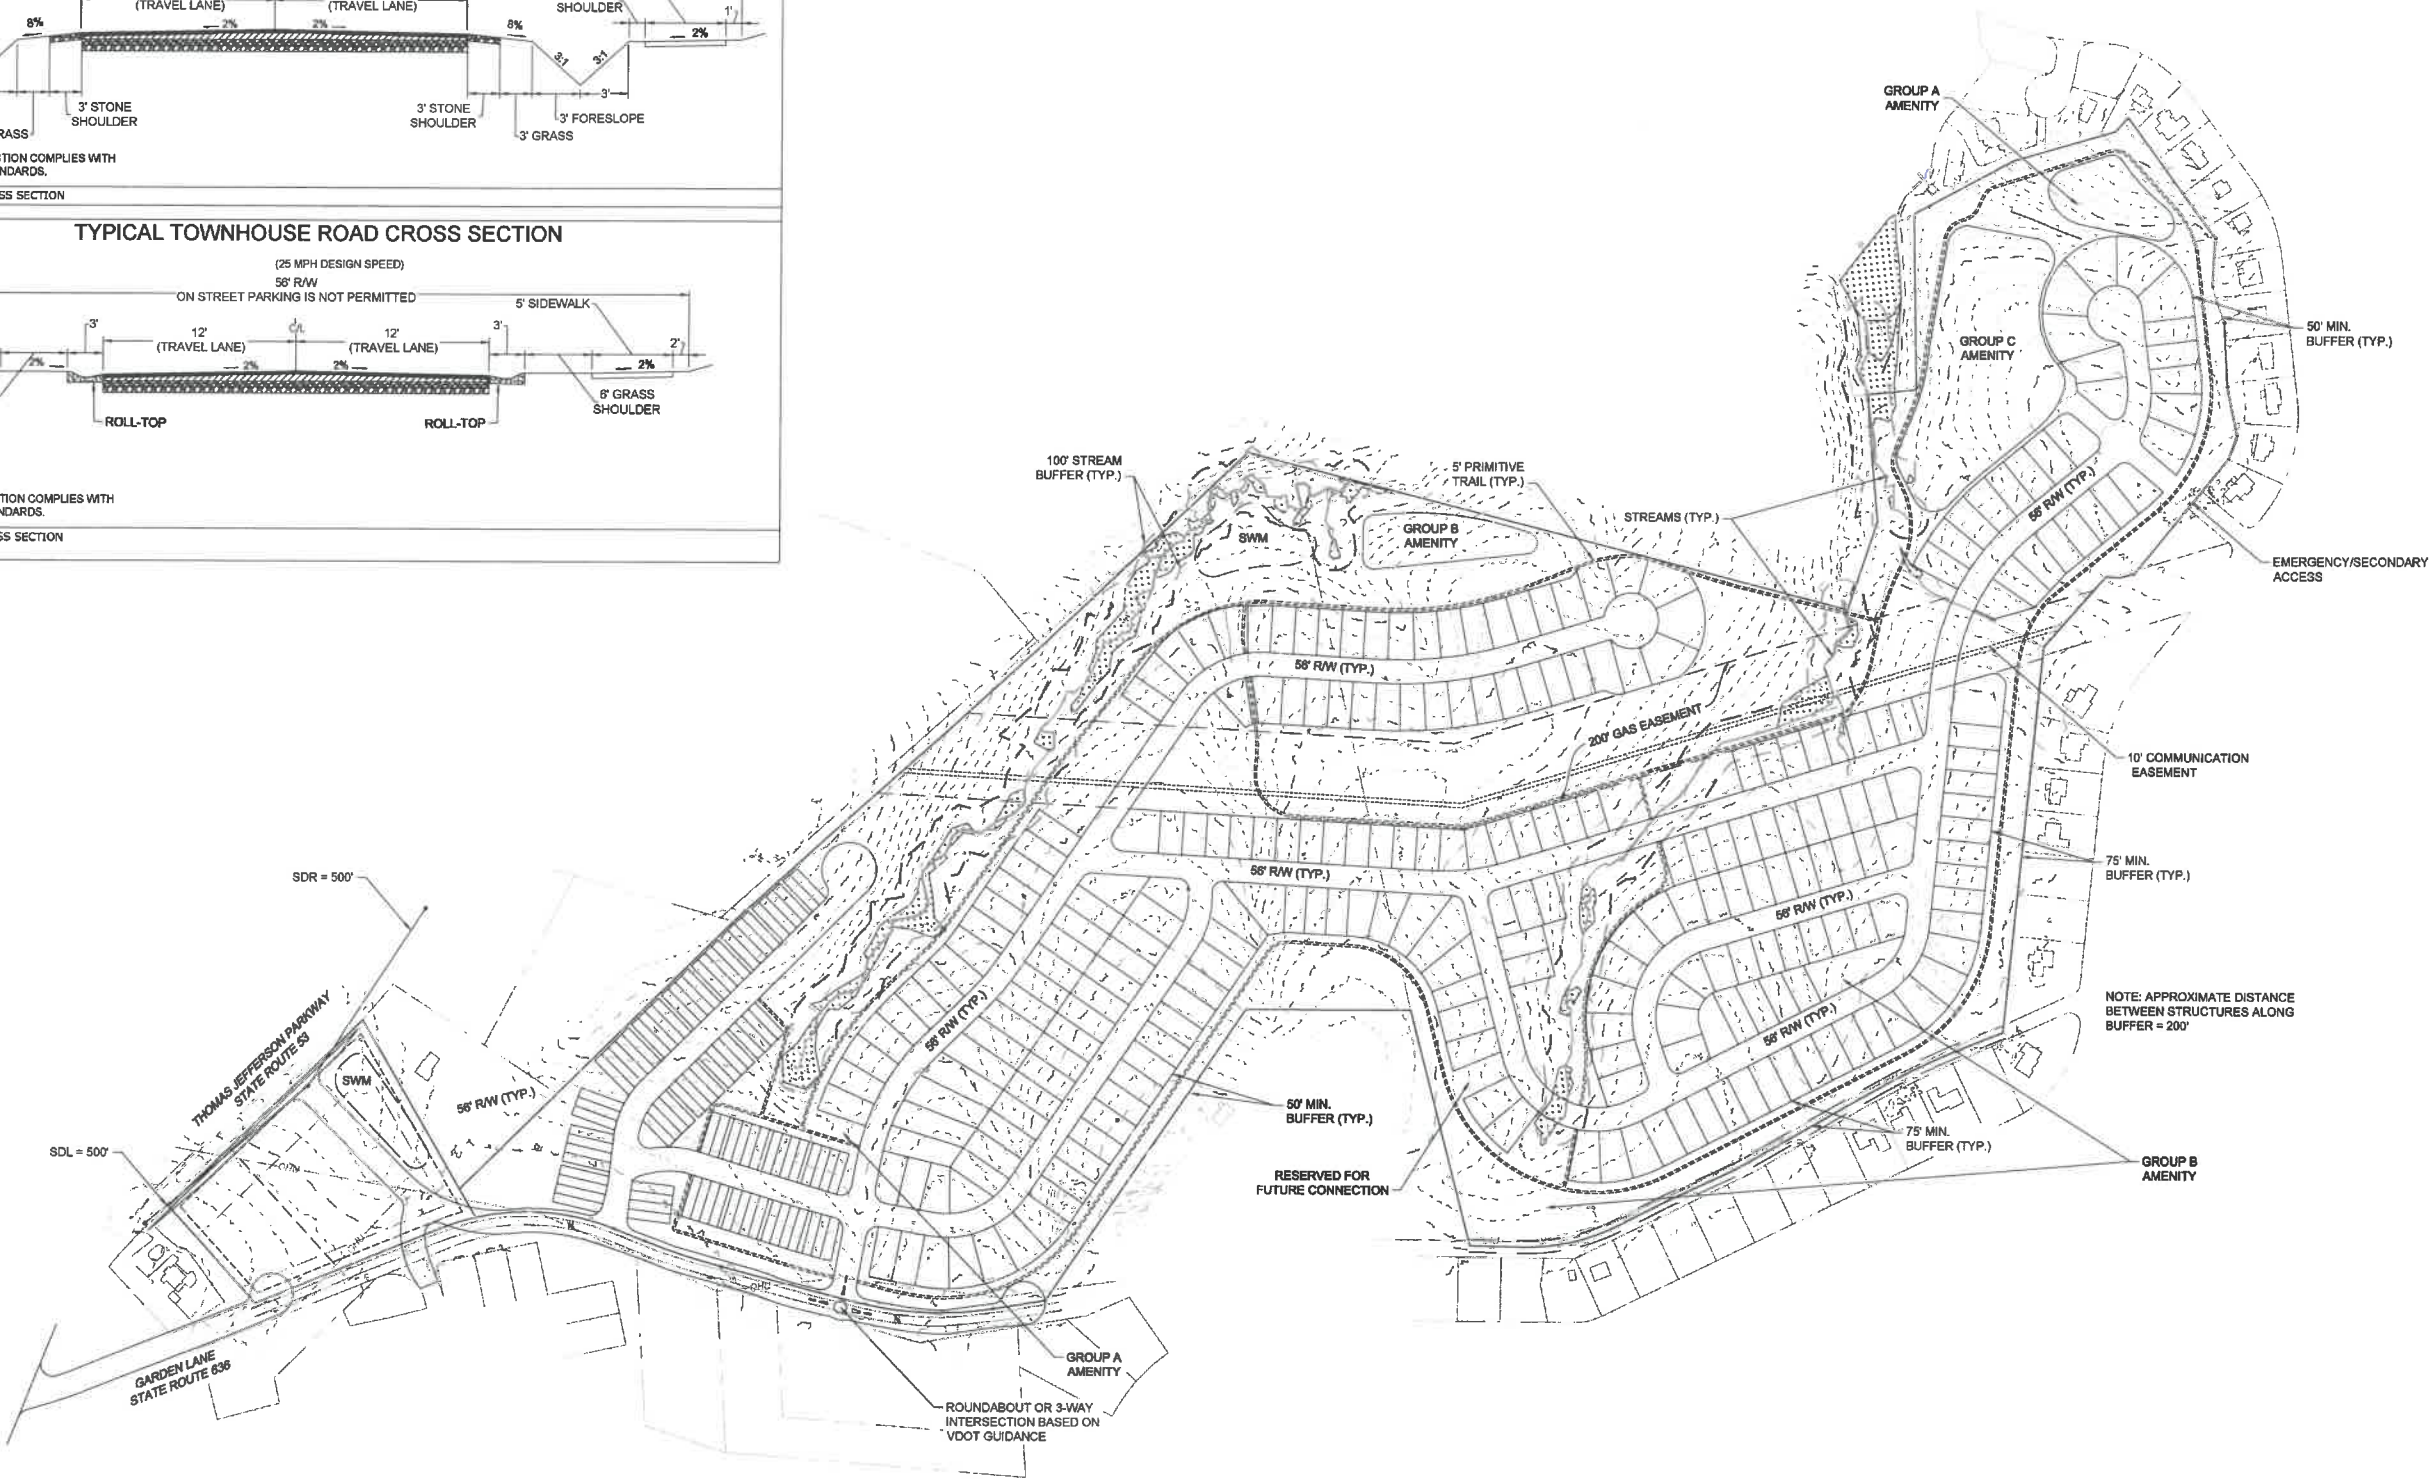 (TRAVEL LANE)
(TRAVEL LANE)
SHOULDER
1'
8%
2%
2%
8%
2%
3:1
3:1
3'
3' STONE
SHOULDER
3' STONE
SHOULDER
3' FORESLOPE
3' GRASS
TION COMPLIES WITH
NDARDS.
SS SECTION
TYPICAL TOWNHOUSE ROAD CROSS SECTION
(25 MPH DESIGN SPEED)
56' R/W
ON STREET PARKING IS NOT PERMITTED
5' SIDEWALK
3'
12'
(TRAVEL LANE)
C/L
12'
(TRAVEL LANE)
3'
2'
2%
2%
2%
2%
ROLL-TOP
ROLL-TOP
6' GRASS
SHOULDER
TION COMPLIES WITH
NDARDS.
SS SECTION
GROUP A
AMENITY
GROUP C
AMENITY
50' MIN.
BUFFER (TYP.)
56' R/W (TYP.)
EMERGENCY/SECONDARY
ACCESS
100' STREAM
BUFFER (TYP.)
5' PRIMITIVE
TRAIL (TYP.)
STREAMS (TYP.)
SWM
GROUP B
AMENITY
56' R/W (TYP.)
200' GAS EASEMENT
10' COMMUNICATION
EASEMENT
75' MIN.
BUFFER (TYP.)
56' R/W (TYP.)
56' R/W (TYP.)
56' R/W (TYP.)
56' R/W (TYP.)
NOTE: APPROXIMATE DISTANCE
BETWEEN STRUCTURES ALONG
BUFFER = 200'
SDR = 500'
THOMAS JEFFERSON PARKWAY
STATE ROUTE 53
SWM
56' R/W (TYP.)
SDL = 500'
50' MIN.
BUFFER (TYP.)
75' MIN.
BUFFER (TYP.)
RESERVED FOR
FUTURE CONNECTION
GROUP B
AMENITY
OHU
GARDEN LANE
STATE ROUTE 636
GROUP A
AMENITY
ROUNDABOUT OR 3-WAY
INTERSECTION BASED ON
VDOT GUIDANCE